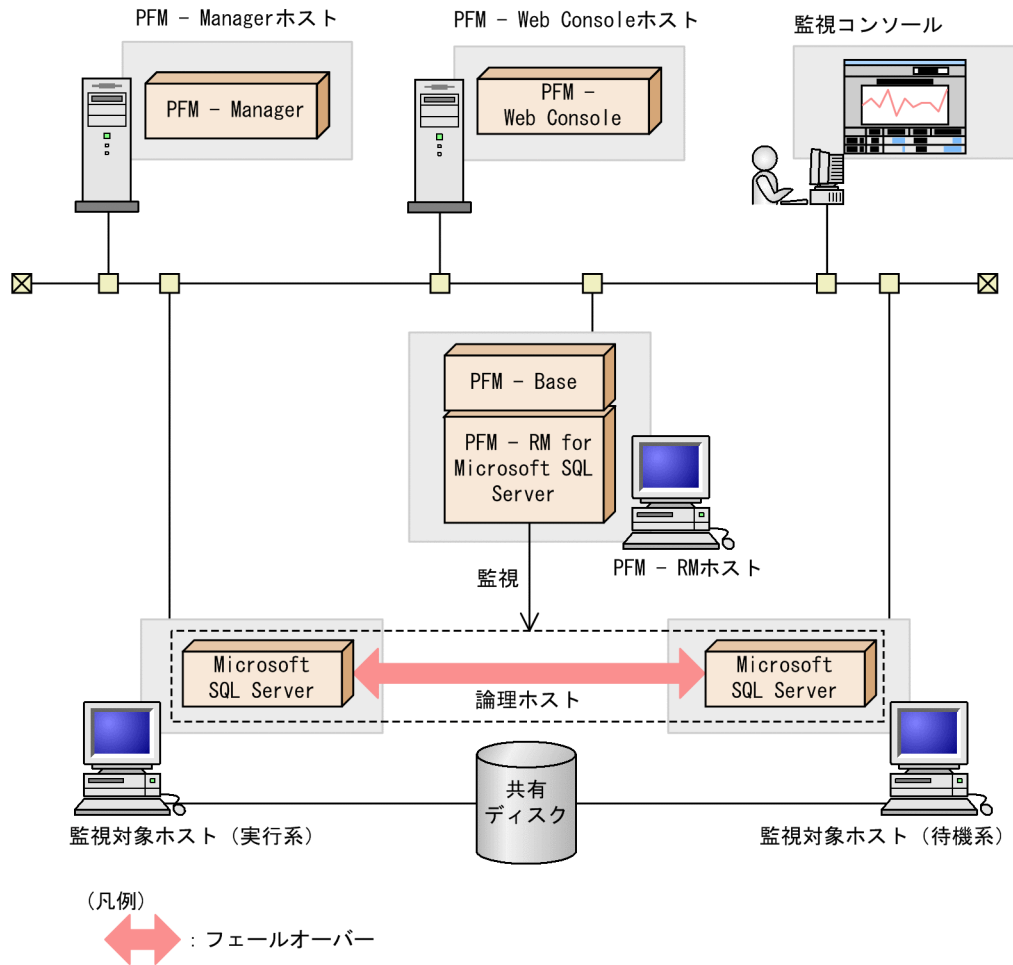 PFM - Managerホスト
PFM - Web Consoleホスト
監視コンソール
PFM - Manager
PFM -
Web Console
PFM - Base
PFM - RM for
Microsoft SQL
Server
PFM - RMホスト
監視
Microsoft
SQL Server
Microsoft
SQL Server
論理ホスト
共有
ディスク
監視対象ホスト（実行系）
監視対象ホスト（待機系）
（凡例）
：フェールオーバー